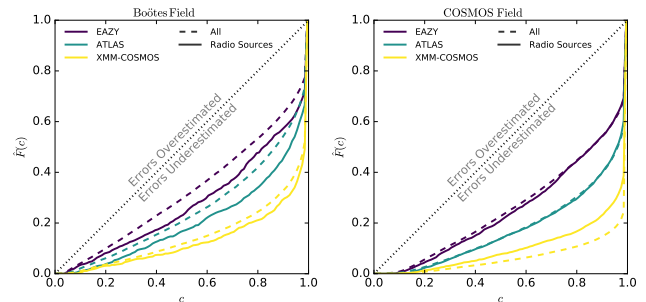 Boötes Field
EAZY
ATLAS
XMM-COSMOS
All
Radio Sources
Errors Overestimated
Errors Underestimated
F̂(c)
0.0
0.2
0.4
0.6
0.8
1.0
0.0 0.2 0.4 0.6 0.8 1.0
c
COSMOS Field
EAZY
ATLAS
XMM-COSMOS
All
Radio Sources
Errors Overestimated
Errors Underestimated
F̂(c)
0.0
0.2
0.4
0.6
0.8
1.0
0.0 0.2 0.4 0.6 0.8 1.0
c